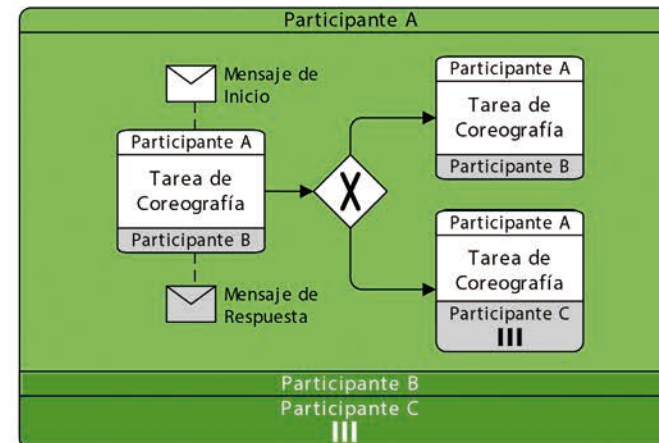 Participante A
Mensaje de
Inicio
Participante A
Tarea de
Coreografía
Participante B
Mensaje de
Respuesta
X
Participante A
Tarea de
Coreografía
Participante B
Participante A
Tarea de
Coreografía
Participante C
Participante B
Participante C